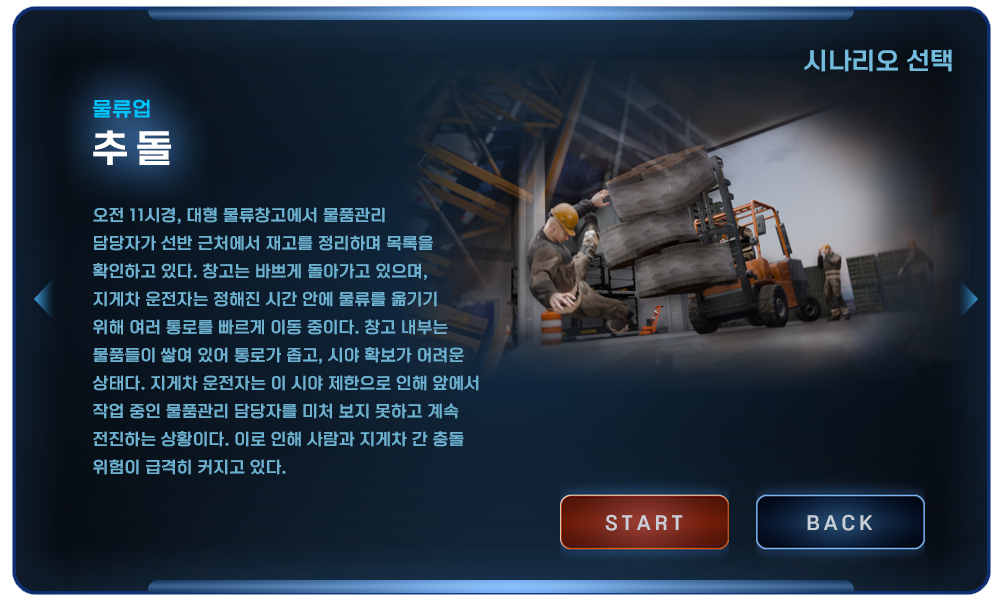 시나리오 선택
물류업
추돌
오전 11시경, 대형 물류창고에서 물품관리
담당자가 선반 근처에서 재고를 정리하며 목록을
확인하고 있다. 창고는 바쁘게 돌아가고 있으며,
지게차 운전자는 정해진 시간 안에 물류를 옮기기
위해 여러 통로를 빠르게 이동 중이다. 창고 내부는
물품들이 쌓여 있어 통로가 좁고, 시야 확보가 어려운
상태다. 지게차 운전자는 이 시야 제한으로 인해 앞에서
작업 중인 물품관리 담당자를 미처 보지 못하고 계속
전진하는 상황이다. 이로 인해 사람과 지게차 간 충돌
위험이 급격히 커지고 있다.
START
BACK